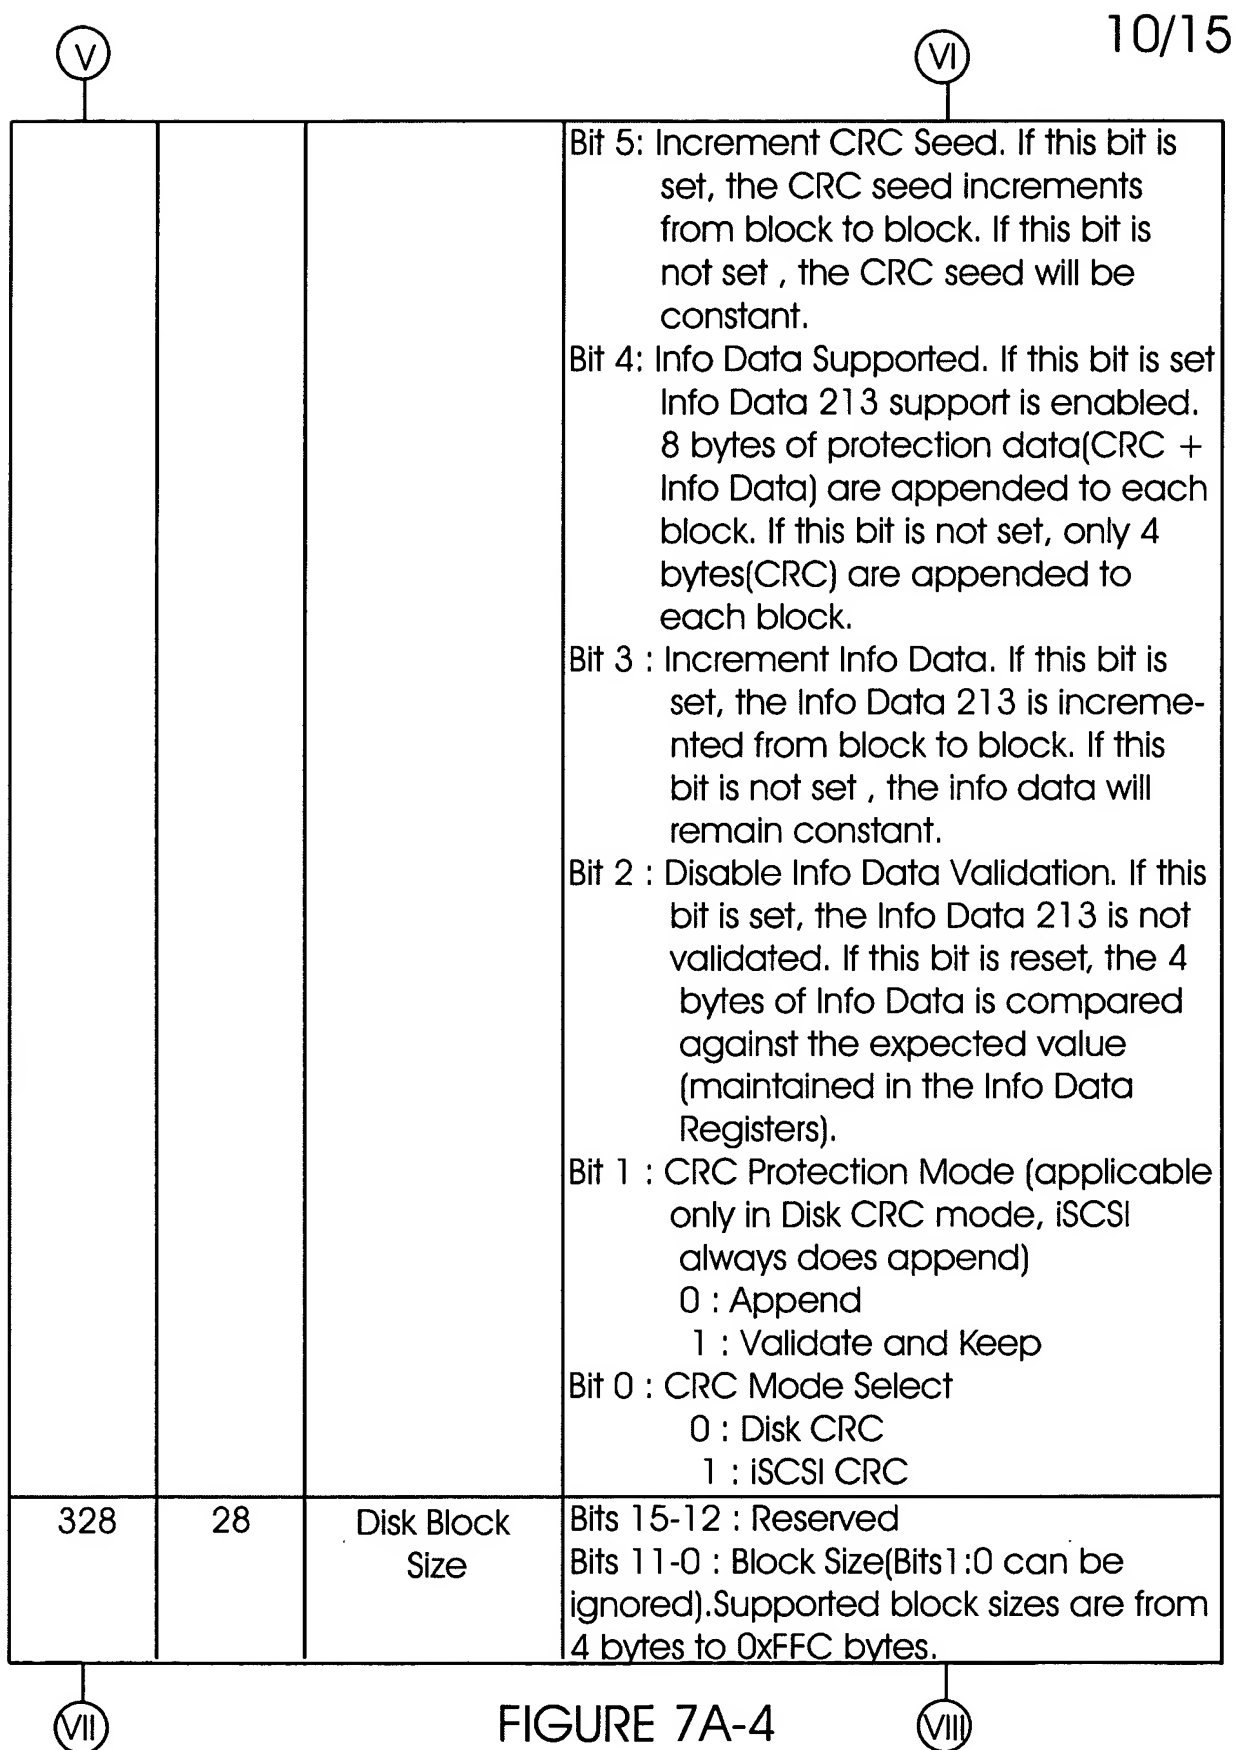 10/15
V
VI
Bit 5: Increment CRC Seed. If this bit is
set, the CRC seed increments
from block to block. If this bit is
not set , the CRC seed will be
constant.
Bit 4: Info Data Supported. If this bit is set
Info Data 213 support is enabled.
8 bytes of protection data(CRC +
Info Data) are appended to each
block. If this bit is not set, only 4
bytes(CRC) are appended to
each block.
Bit 3 : Increment Info Data. If this bit is
set, the Info Data 213 is increme-
nted from block to block. If this
bit is not set , the info data will
remain constant.
Bit 2 : Disable Info Data Validation. If this
bit is set, the Info Data 213 is not
validated. If this bit is reset, the 4
bytes of Info Data is compared
against the expected value
(maintained in the Info Data
Registers).
Bit 1 : CRC Protection Mode (applicable
only in Disk CRC mode, iSCSI
always does append)
0 : Append
1 : Validate and Keep
Bit 0 : CRC Mode Select
0 : Disk CRC
1 : iSCSI CRC
328
28
Disk Block
Size
Bits 15-12 : Reserved
Bits 11-0 : Block Size(Bits1:0 can be
ignored).Supported block sizes are from
4 bytes to 0xFFC bytes.
VII
FIGURE 7A-4
VIII